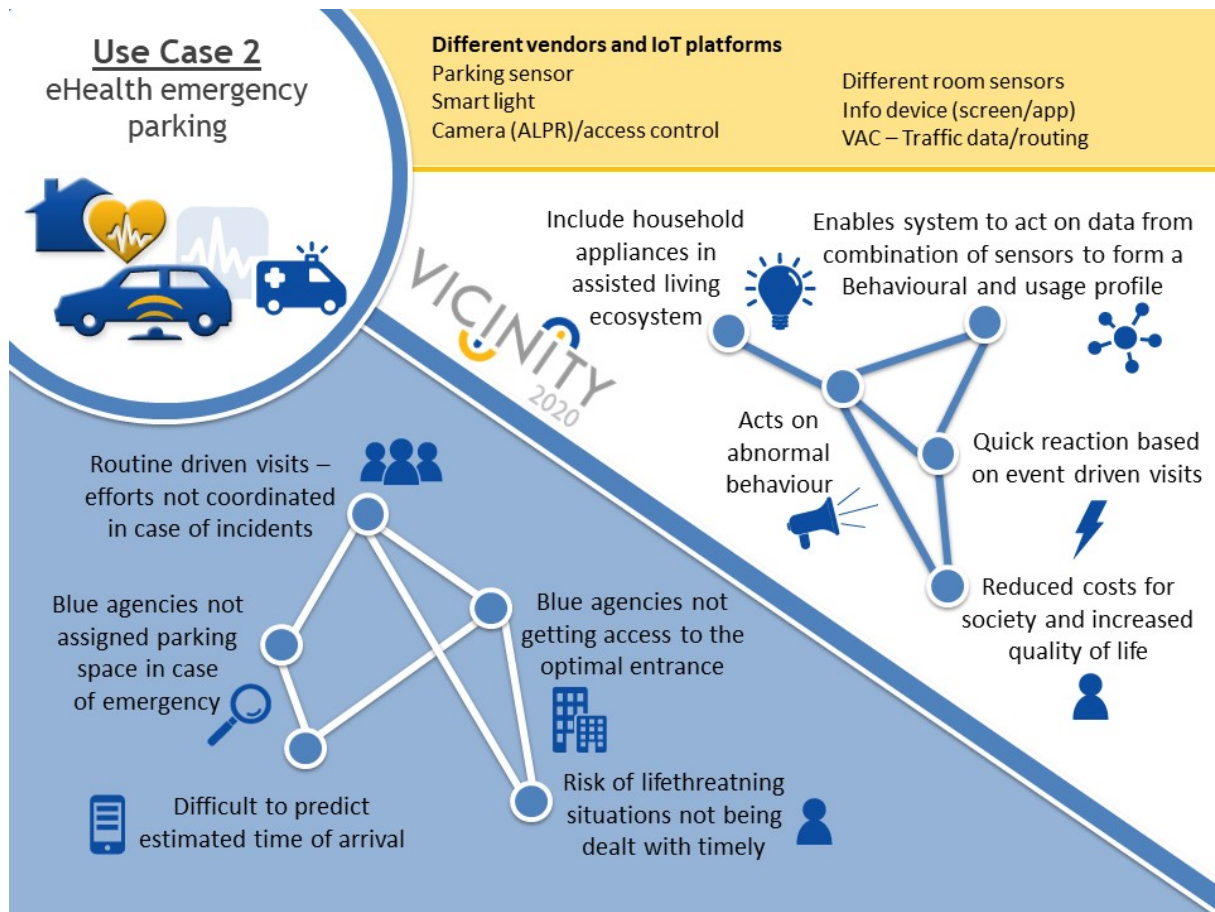 Use Case 2
eHealth emergency
parking
Different vendors and IoT platforms
Parking sensor
Smart light
Camera (ALPR)/access control
Different room sensors
Info device (screen/app)
VAC – Traffic data/routing
VICINITY
2020
Include household
appliances in
assisted living
ecosystem
Enables system to act on data from
combination of sensors to form a
Behavioural and usage profile
Acts on
abnormal
behaviour
Quick reaction based
on event driven visits
Reduced costs for
society and increased
quality of life
Routine driven visits –
efforts not coordinated
in case of incidents
Blue agencies not
assigned parking
space in case
of emergency
Blue agencies not
getting access to the
optimal entrance
Difficult to predict
estimated time of arrival
Risk of lifethreatning
situations not being
dealt with timely